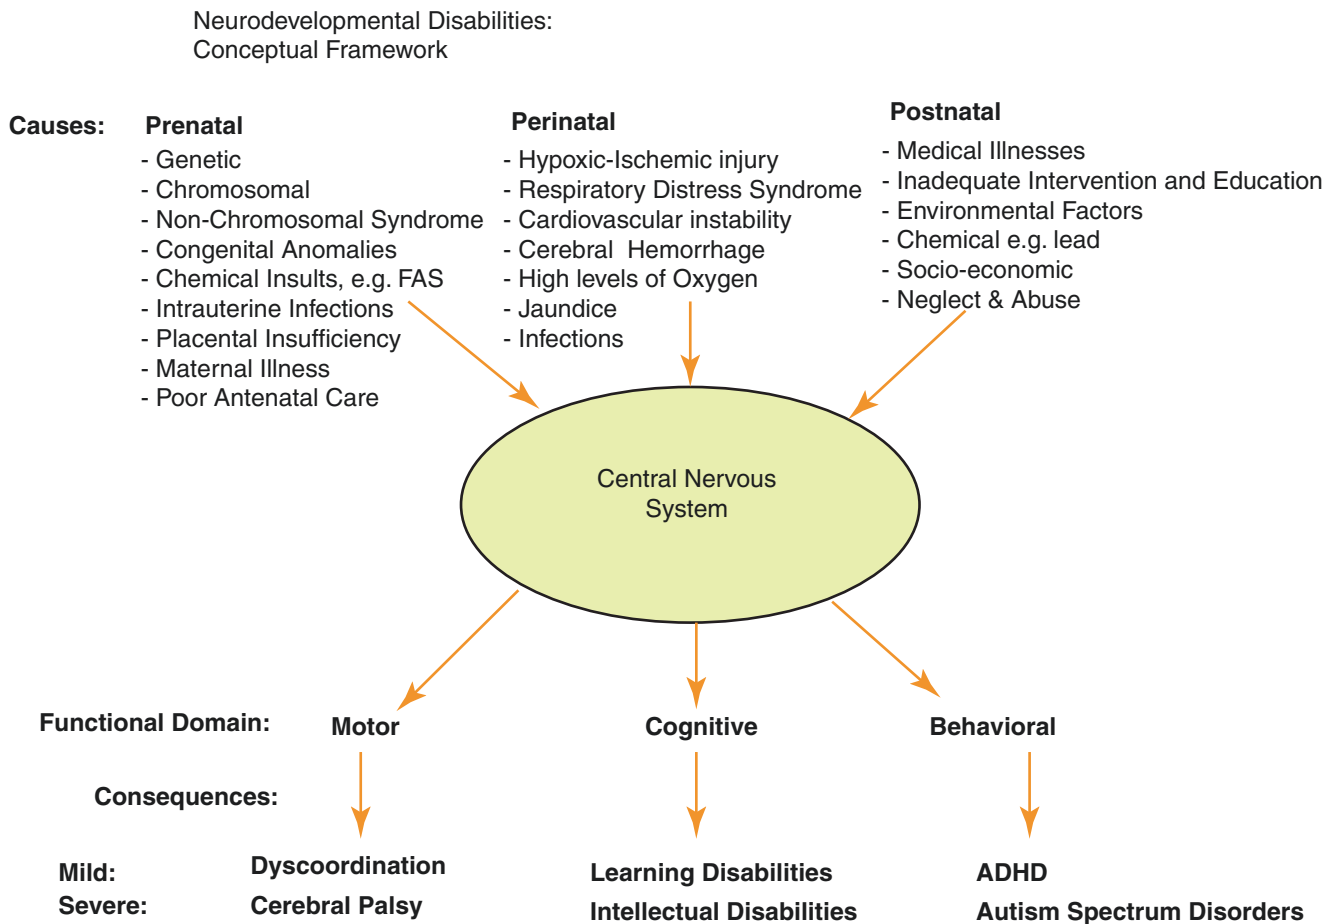 Neurodevelopmental Disabilities:
Conceptual Framework
Causes:
Prenatal
- Genetic
- Chromosomal
- Non-Chromosomal Syndrome
- Congenital Anomalies
- Chemical Insults, e.g. FAS
- Intrauterine Infections
- Placental Insufficiency
- Maternal Illness
- Poor Antenatal Care
Perinatal
- Hypoxic-Ischemic injury
- Respiratory Distress Syndrome
- Cardiovascular instability
- Cerebral Hemorrhage
- High levels of Oxygen
- Jaundice
- Infections
Postnatal
- Medical Illnesses
- Inadequate Intervention and Education
- Environmental Factors
- Chemical e.g. lead
- Socio-economic
- Neglect & Abuse
Central Nervous
System
Functional Domain: Motor Cognitive Behavioral
Consequences:
Mild: Dyscoordination Learning Disabilities ADHD
Severe: Cerebral Palsy Intellectual Disabilities Autism Spectrum Disorders